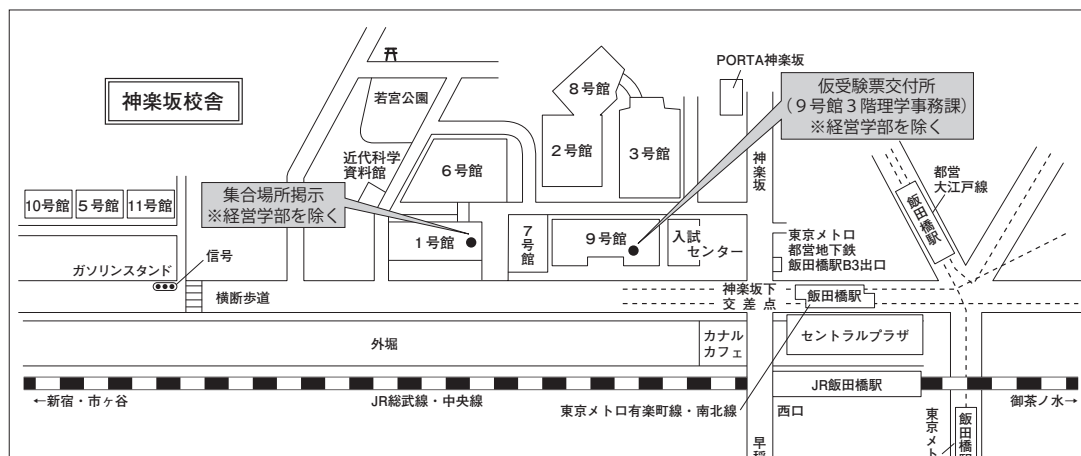 PORTA神楽坂
仮受験票交付所
（９号館３階理学事務課）
※経営学部を除く
神楽坂校舎
若宮公園
8号館
近代科学
資料館
6号館
2号館
3号館
神楽坂
都営
大江戸線
飯田橋駅
集合場所掲示
※経営学部を除く
10号館
5号館
11号館
1号館
7号館
9号館
入試
センター
東京メトロ
都営地下鉄
飯田橋駅B3出口
ガソリンスタンド
信号
横断歩道
神楽坂下
交差点
飯田橋駅
外堀
カナル
カフェ
セントラルプラザ
JR飯田橋駅
←新宿・市ヶ谷
JR総武線・中央線
東京メトロ有楽町線・南北線
西口
御茶ノ水→
早稲
東京メト
飯田橋